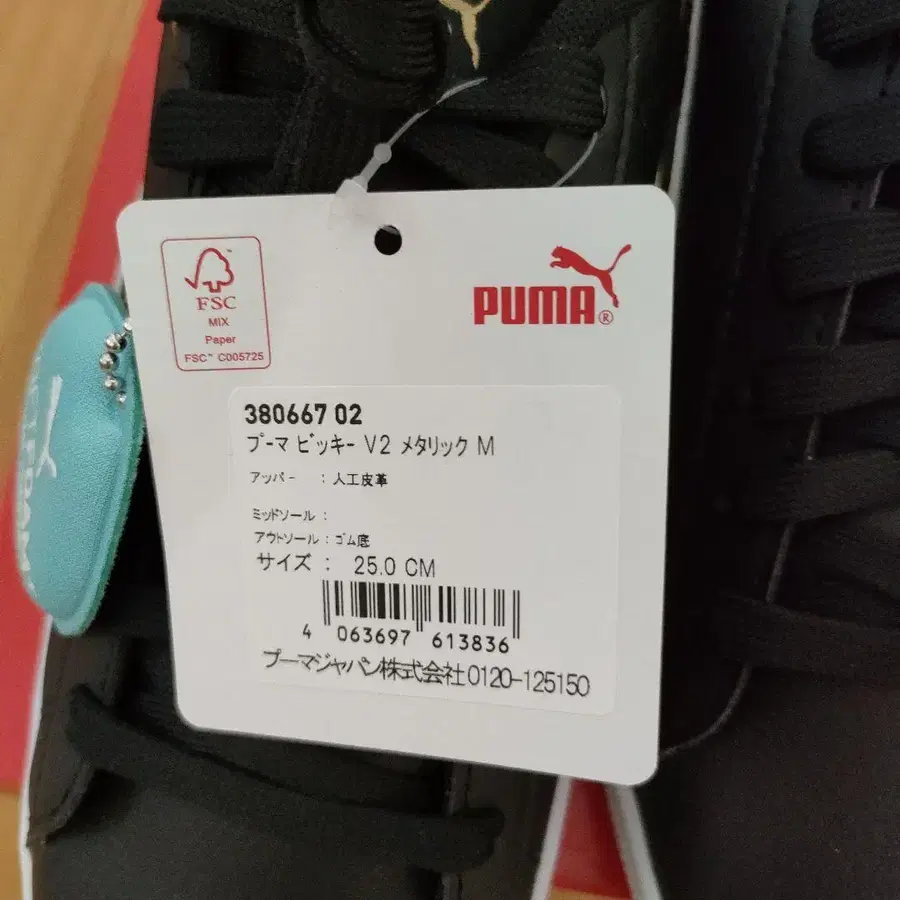 FSC
MIX
Paper
FSC™ C005725
PUMA®
380667 02
プーマ ビッキー V2 メタリック M
アッパー : 人工皮革
ミッドソール :
アウトソール : ゴム底
サイズ : 25.0 CM
4 063697 613836
プーマジャパン株式会社0120-125150